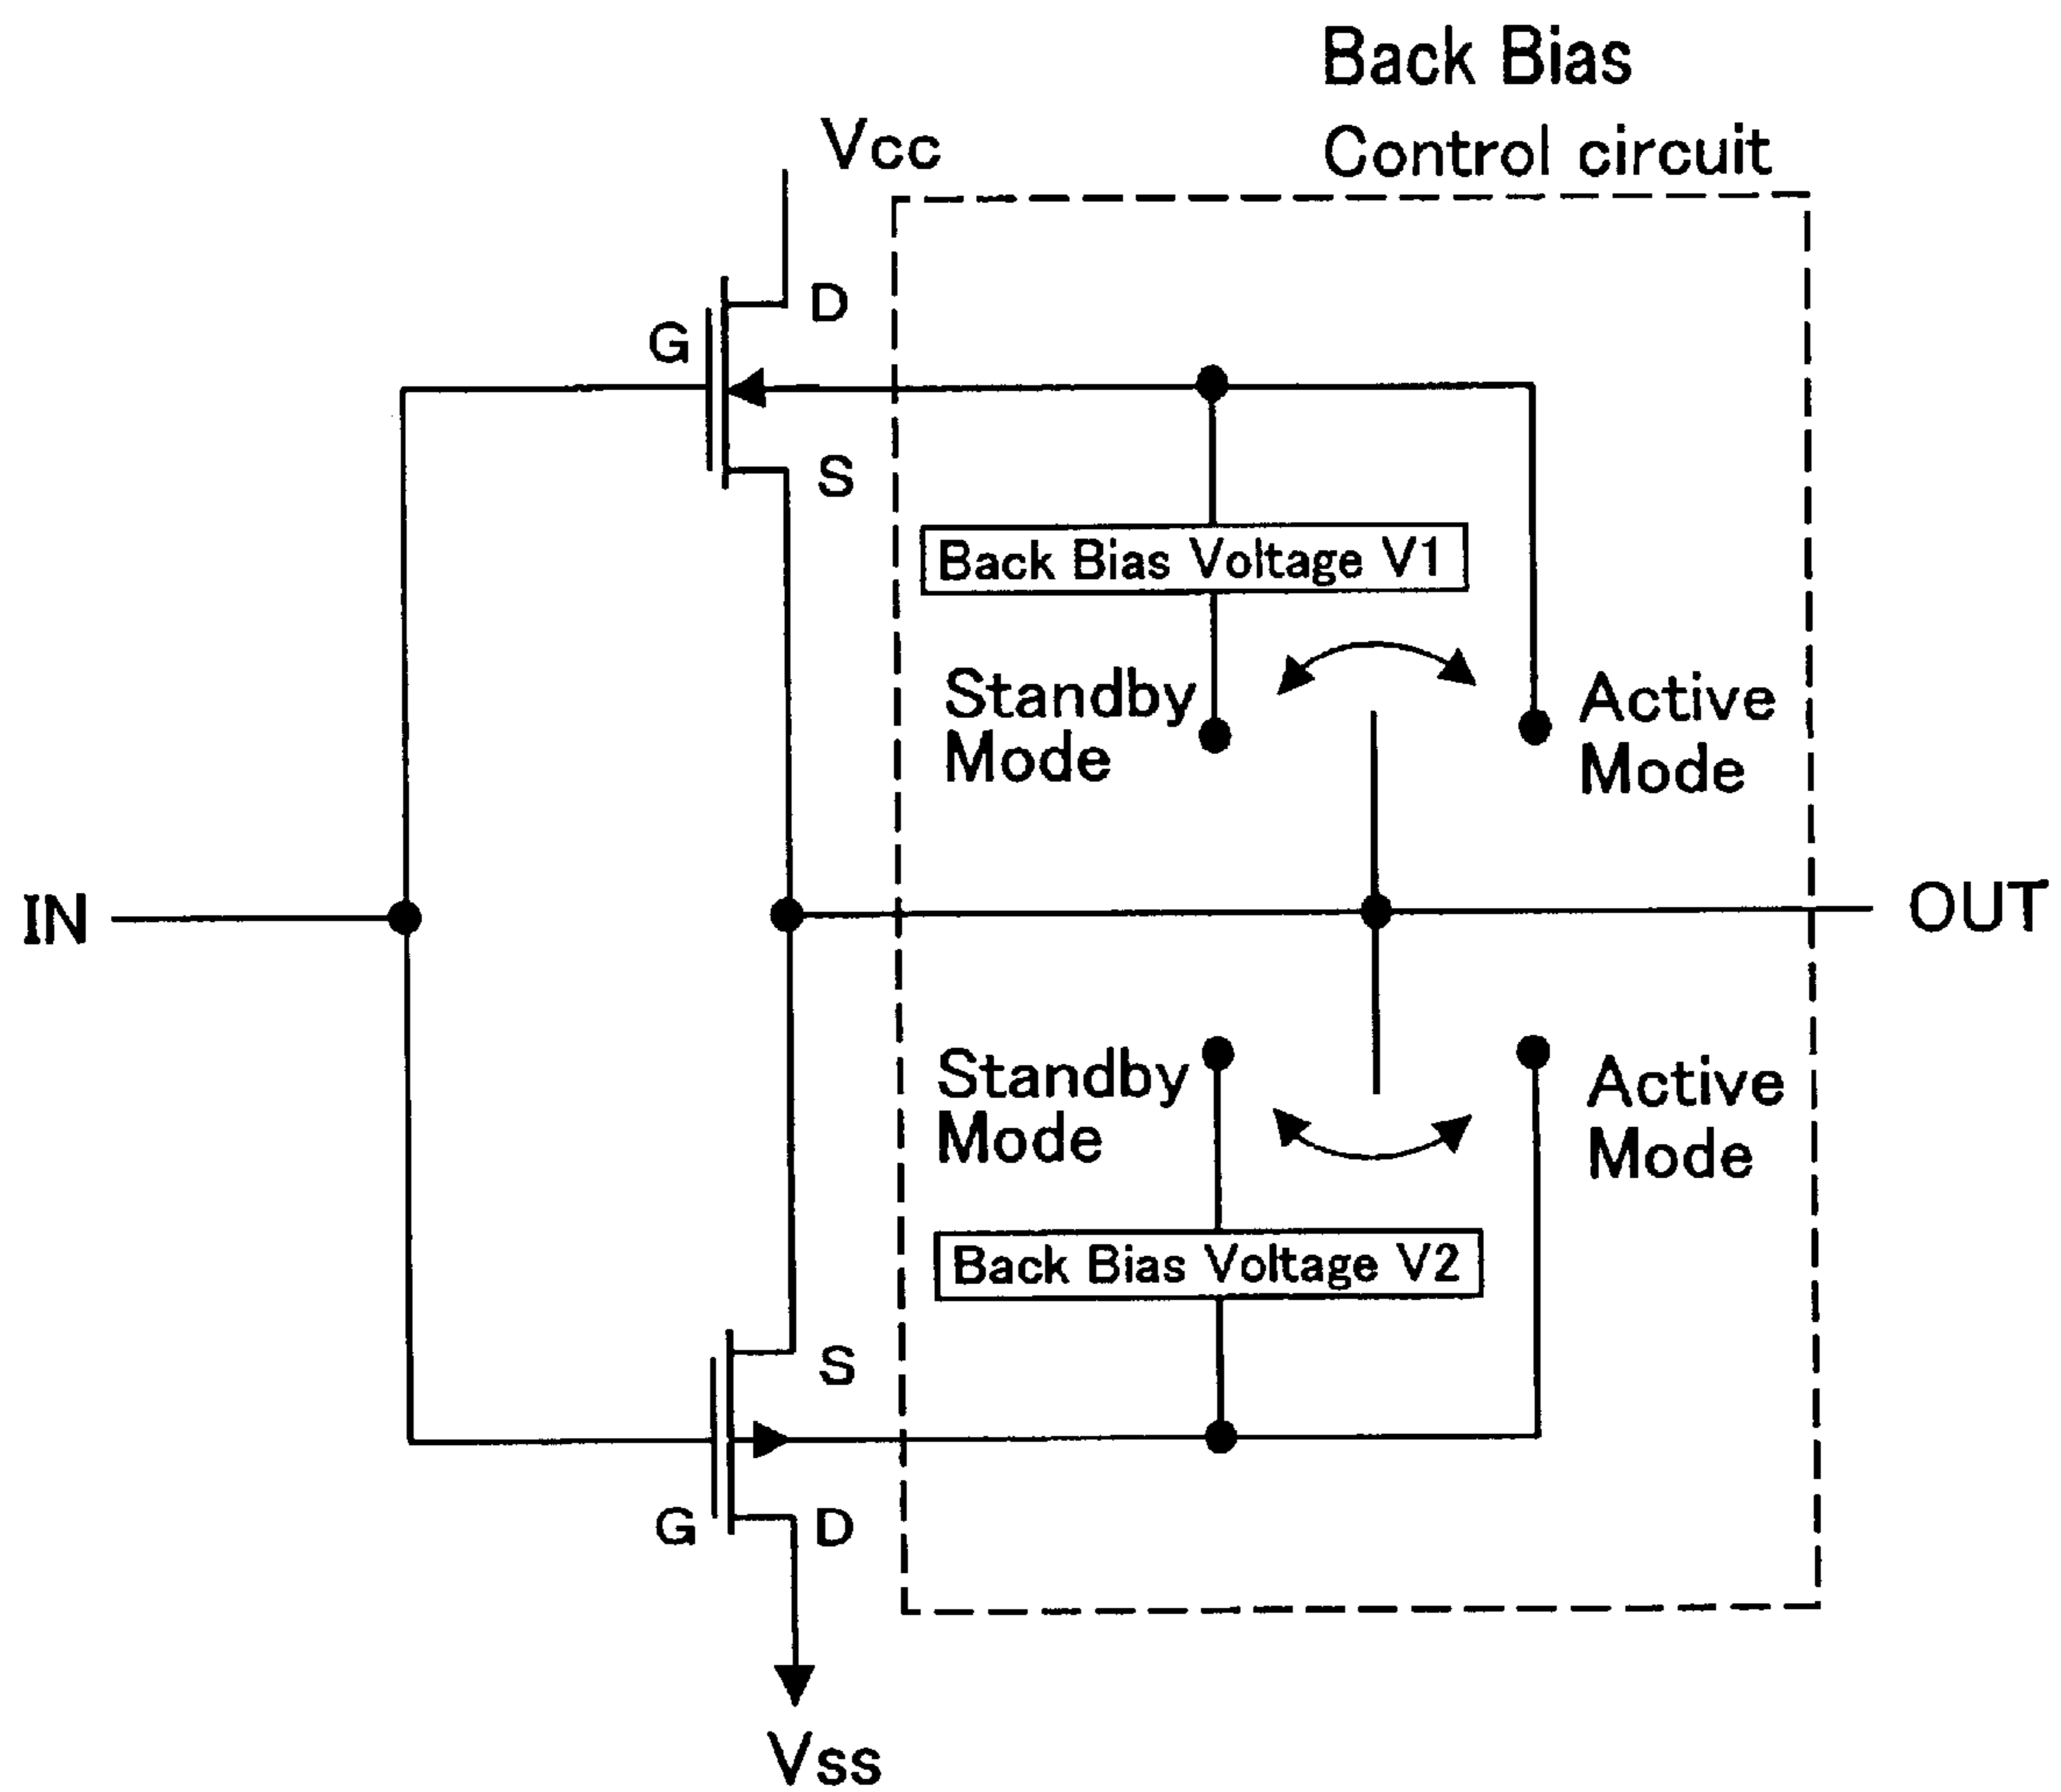 Back Bias
Control circuit
Vcc
D
G
S
Back Bias Voltage V1
Standby
Mode
Active
Mode
IN
OUT
Standby
Mode
Active
Mode
Back Bias Voltage V2
S
G
D
Vss